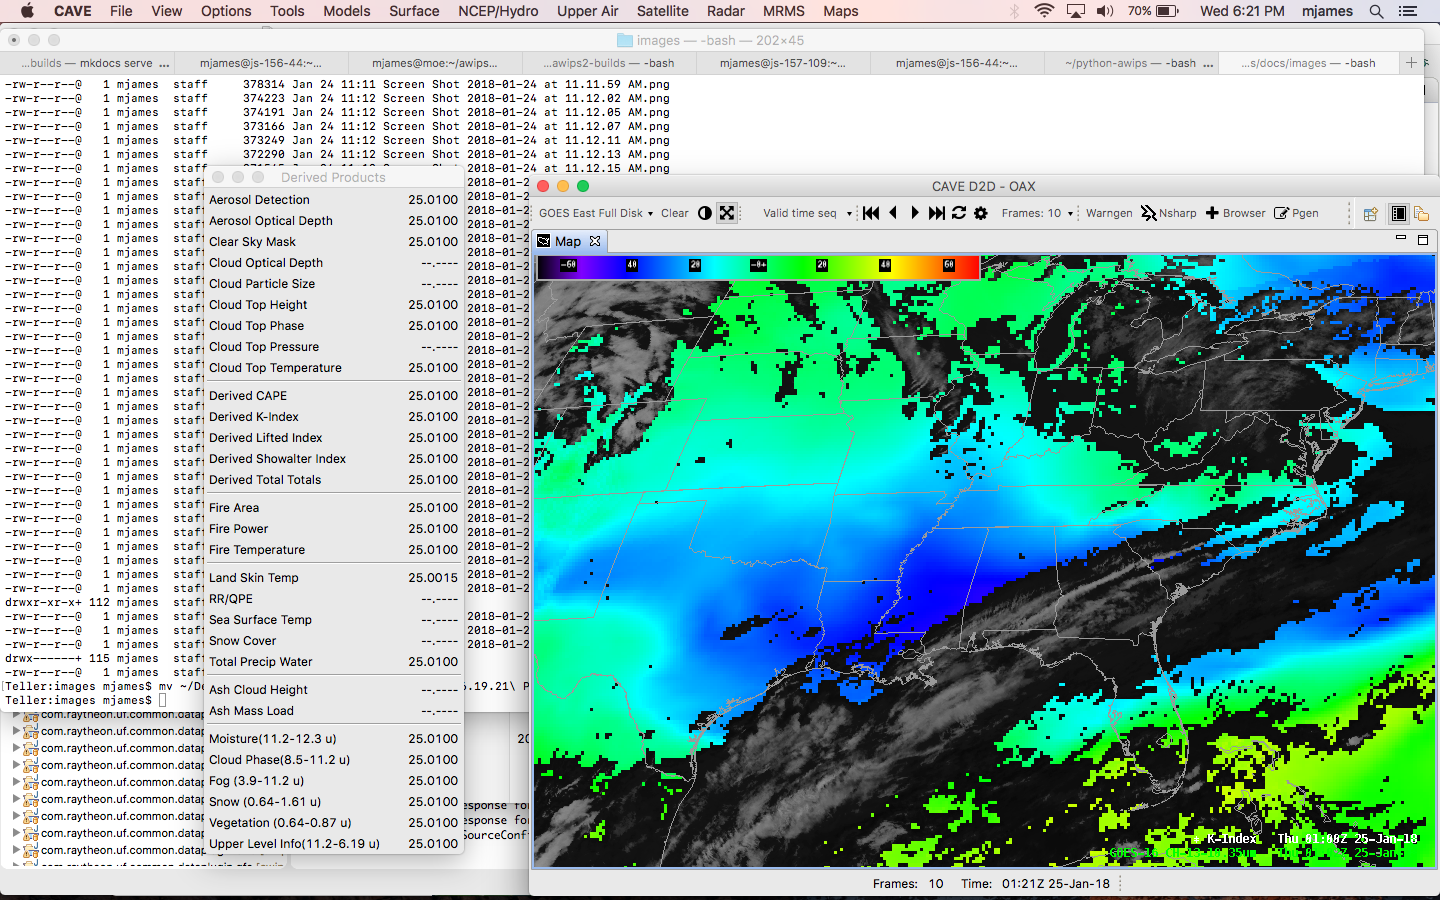 CAVE File View Options Tools Models Surface NCEP/Hydro Upper Air Satellite Radar MRMS Maps 70% Wed 6:21 PM mjames
images — -bash — 202×45
...builds — mkdocs serve ... mjames@js-156-44:~... mjames@moe:~/awips... ...awips2-builds — -bash mjames@js-157-109:~... mjames@js-156-44:~... ~/python-awips — -bash ... ...s/docs/images — -bash
-rw-r--r--@ 1 mjames staff 378314 Jan 24 11:11 Screen Shot 2018-01-24 at 11.11.59 AM.png
-rw-r--r--@ 1 mjames staff 374223 Jan 24 11:12 Screen Shot 2018-01-24 at 11.12.02 AM.png
-rw-r--r--@ 1 mjames staff 374191 Jan 24 11:12 Screen Shot 2018-01-24 at 11.12.05 AM.png
-rw-r--r--@ 1 mjames staff 373166 Jan 24 11:12 Screen Shot 2018-01-24 at 11.12.07 AM.png
-rw-r--r--@ 1 mjames staff 373249 Jan 24 11:12 Screen Shot 2018-01-24 at 11.12.11 AM.png
-rw-r--r--@ 1 mjames staff 372290 Jan 24 11:12 Screen Shot 2018-01-24 at 11.12.13 AM.png
-rw-r--r--@ 1 mjames staff Jan 24 11:12 Screen Shot 2018-01-24 at 11.12.15 AM.png
drwxr-xr-x+ 112 mjames staff
drwx------+ 115 mjames staff
Teller:images mjames$ mv ~/De
Teller:images mjames$
Derived Products
Aerosol Detection 25.0100
Aerosol Optical Depth 25.0100
Clear Sky Mask 25.0100
Cloud Optical Depth --.----
Cloud Particle Size --.----
Cloud Top Height 25.0100
Cloud Top Phase 25.0100
Cloud Top Pressure --.----
Cloud Top Temperature 25.0100
Derived CAPE 25.0100
Derived K-Index 25.0100
Derived Lifted Index 25.0100
Derived Showalter Index 25.0100
Derived Total Totals 25.0100
Fire Area 25.0100
Fire Power 25.0100
Fire Temperature 25.0100
Land Skin Temp 25.0015
RR/QPE --.----
Sea Surface Temp --.----
Snow Cover --.----
Total Precip Water 25.0100
Ash Cloud Height --.----
Ash Mass Load --.----
Moisture(11.2-12.3 u) 25.0100
Cloud Phase(8.5-11.2 u) 25.0100
Fog (3.9-11.2 u) 25.0100
Snow (0.64-1.61 u) 25.0100
Vegetation (0.64-0.87 u) 25.0100
Upper Level Info(11.2-6.19 u) 25.0100
com.raytheon.uf.common.datap
com.raytheon.uf.common.datap
com.raytheon.uf.common.datap
com.raytheon.uf.common.datap
com.raytheon.uf.common.datap
com.raytheon.uf.common.datap
com.raytheon.uf.common.datap
com.raytheon.uf.common.datap
com.raytheon.uf.common.datap
esponse fo
esponse for
SourceConf
CAVE D2D - OAX
GOES East Full Disk Clear Valid time seq Frames: 10 Warngen Nsharp Browser Pgen
Map
-60 40 20 -0+ 20 40 60
K-Index Thu 01:00Z 25-Jan-18
Frames: 10 Time: 01:21Z 25-Jan-18